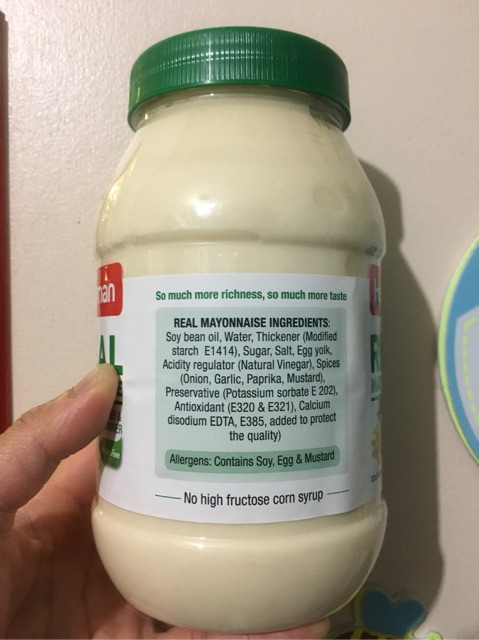 man
So much more richness, so much more taste
REAL MAYONNAISE INGREDIENTS:
Soy bean oil, Water, Thickener (Modified
starch E1414), Sugar, Salt, Egg yolk,
Acidity regulator (Natural Vinegar), Spices
(Onion, Garlic, Paprika, Mustard),
Preservative (Potassium sorbate E 202),
Antioxidant (E320 & E321), Calcium
disodium EDTA, E385, added to protect
the quality)
Allergens: Contains Soy, Egg & Mustard
No high fructose corn syrup
AL
H
R